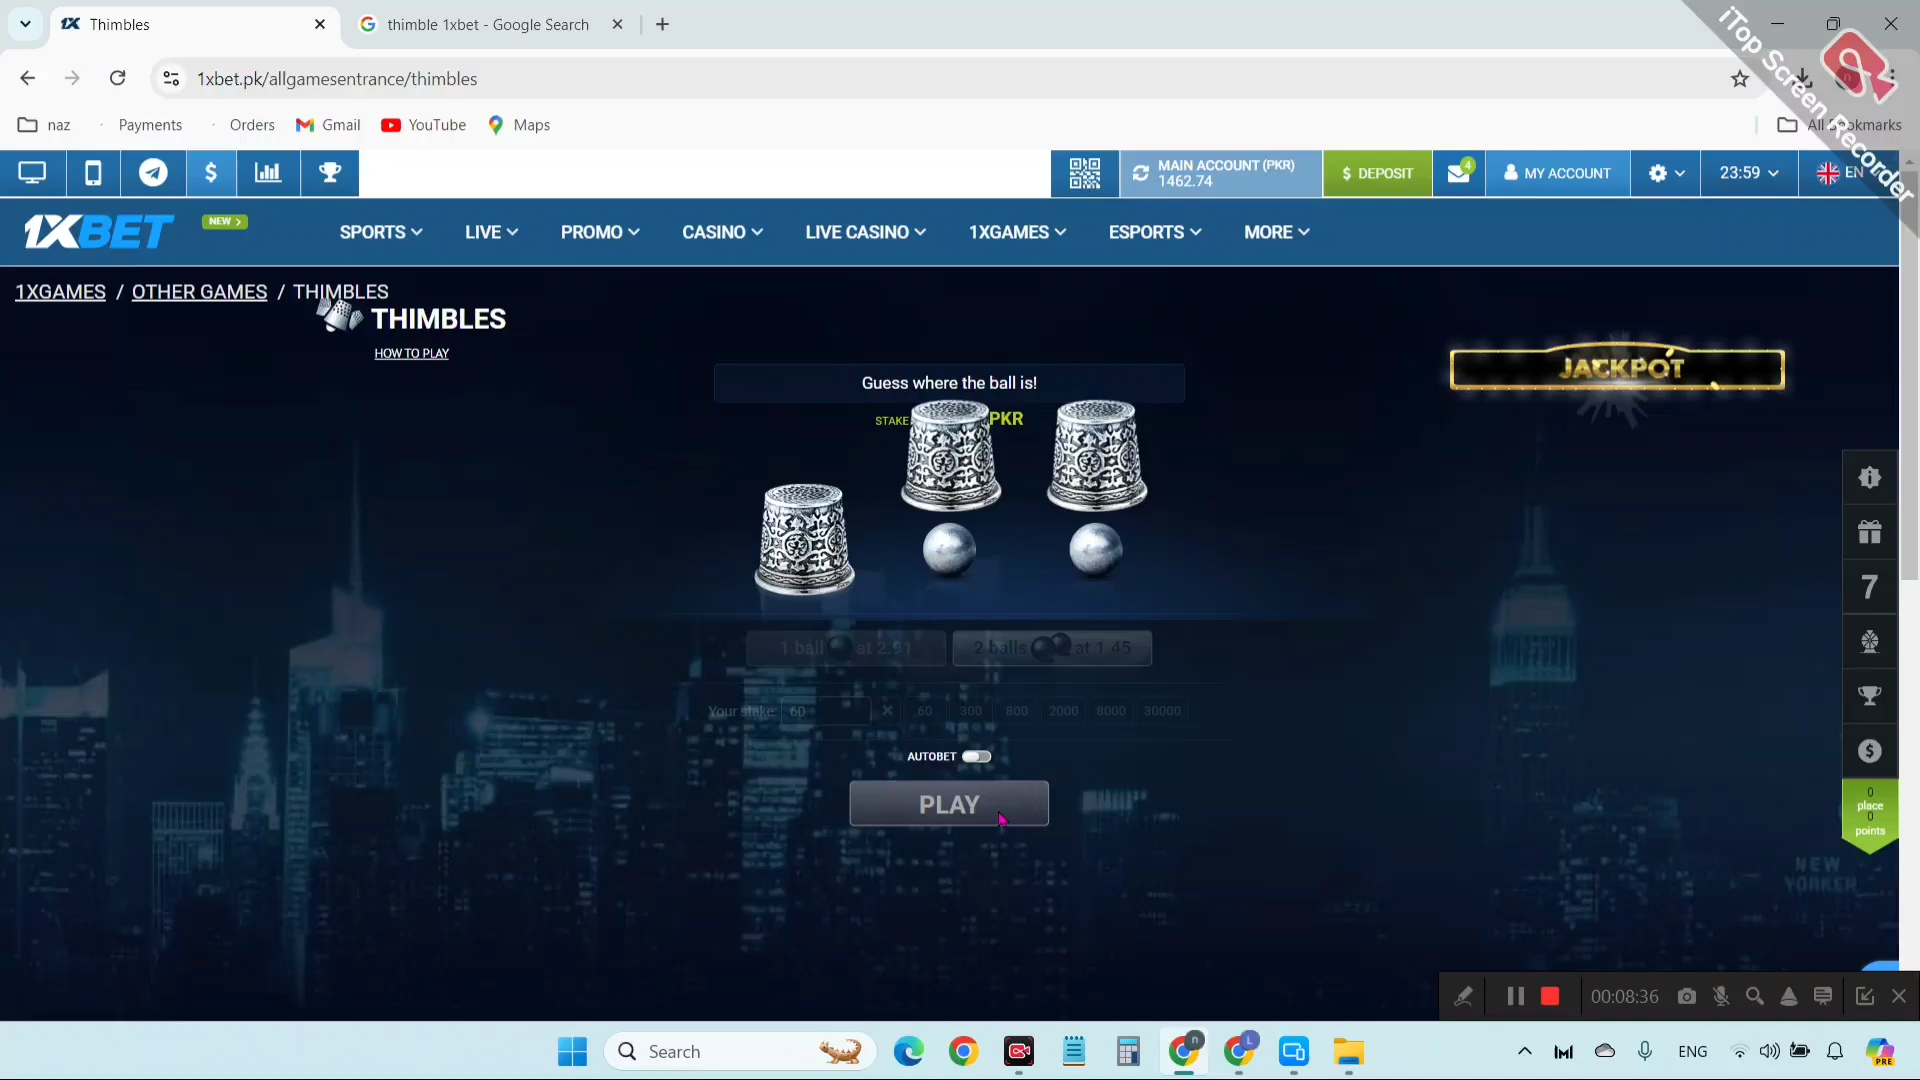 Thimbles
thimble 1xbet - Google Search
iTop Screen Recorder
1xbet.pk/allgamesentrance/thimbles
n
naz
Payments
Orders
Gmail
YouTube
Maps
All Bookmarks
MAIN ACCOUNT (PKR)
1462.74
$ DEPOSIT
4
MY ACCOUNT
23:59
EN
1XBET
NEW >
SPORTS
LIVE
PROMO
CASINO
LIVE CASINO
1XGAMES
ESPORTS
MORE
1XGAMES / OTHER GAMES / THIMBLES
THIMBLES
HOW TO PLAY
JACKPOT
Guess where the ball is!
STAKE PKR
1 ball at 2.91
2 balls at 1.45
Your stake: 60 × 60 300 800 2000 8000 30000
AUTOBET
PLAY
7
0
place
0
points
NEW
YORKER
00:08:36
Search
n
L
ENG
PRE